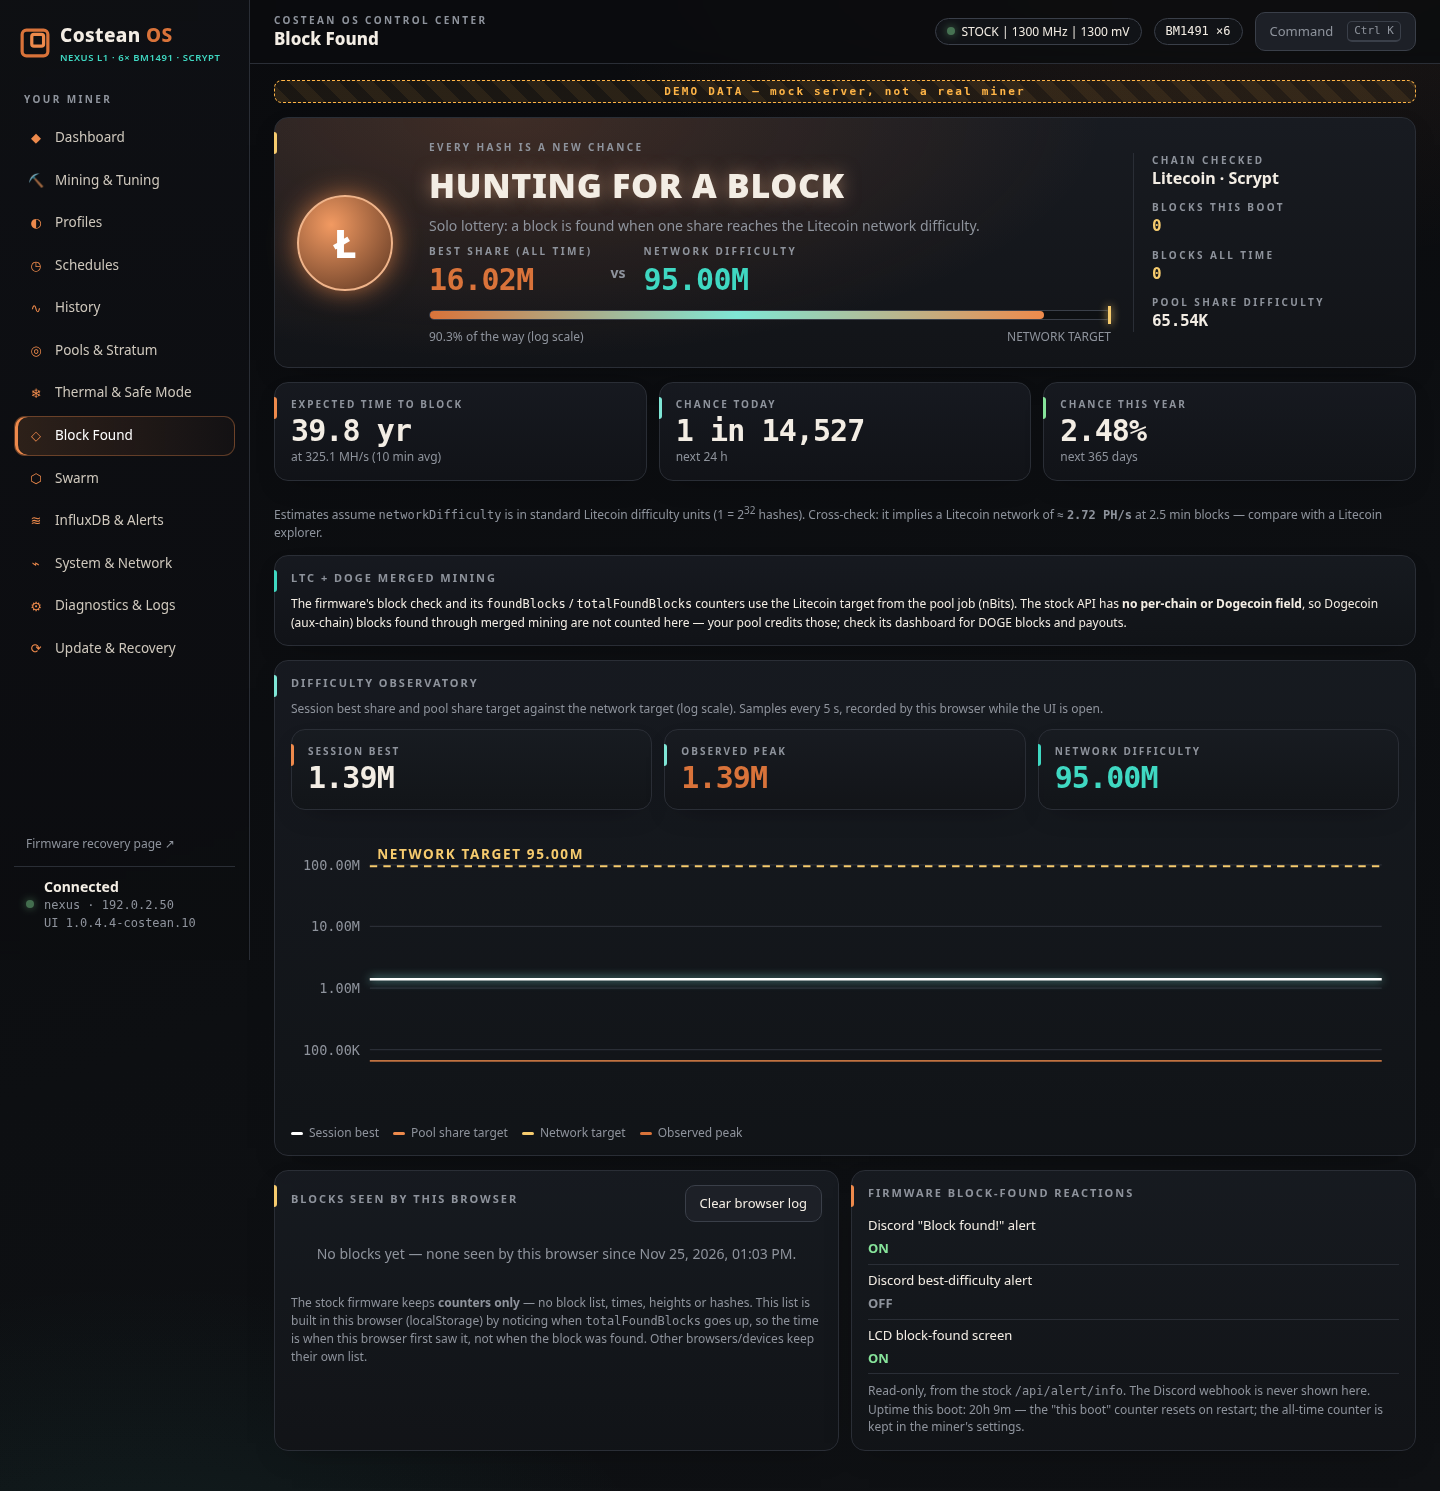 Costean OS
NEXUS L1 · 6× BM1491 · SCRYPT
YOUR MINER
Dashboard
Mining & Tuning
Profiles
Schedules
History
Pools & Stratum
Thermal & Safe Mode
Block Found
Swarm
InfluxDB & Alerts
System & Network
Diagnostics & Logs
Update & Recovery
Firmware recovery page ↗
Connected
nexus · 192.0.2.50
UI 1.0.4.4-costean.10
COSTEAN OS CONTROL CENTER
Block Found
STOCK | 1300 MHz | 1300 mV
BM1491 ×6
Command Ctrl K
DEMO DATA — mock server, not a real miner
Ł
EVERY HASH IS A NEW CHANCE
HUNTING FOR A BLOCK
Solo lottery: a block is found when one share reaches the Litecoin network difficulty.
BEST SHARE (ALL TIME)
16.02M
vs
NETWORK DIFFICULTY
95.00M
90.3% of the way (log scale)
NETWORK TARGET
CHAIN CHECKED
Litecoin · Scrypt
BLOCKS THIS BOOT
0
BLOCKS ALL TIME
0
POOL SHARE DIFFICULTY
65.54K
EXPECTED TIME TO BLOCK
39.8 yr
at 325.1 MH/s (10 min avg)
CHANCE TODAY
1 in 14,527
next 24 h
CHANCE THIS YEAR
2.48%
next 365 days
Estimates assume networkDifficulty is in standard Litecoin difficulty units (1 = 2^32 hashes). Cross-check: it implies a Litecoin network of ≈ 2.72 PH/s at 2.5 min blocks — compare with a Litecoin
explorer.
LTC + DOGE MERGED MINING
The firmware's block check and its foundBlocks / totalFoundBlocks counters use the Litecoin target from the pool job (nBits). The stock API has no per-chain or Dogecoin field, so Dogecoin
(aux-chain) blocks found through merged mining are not counted here — your pool credits those; check its dashboard for DOGE blocks and payouts.
DIFFICULTY OBSERVATORY
Session best share and pool share target against the network target (log scale). Samples every 5 s, recorded by this browser while the UI is open.
SESSION BEST
1.39M
OBSERVED PEAK
1.39M
NETWORK DIFFICULTY
95.00M
NETWORK TARGET 95.00M
100.00M
10.00M
1.00M
100.00K
Session best
Pool share target
Network target
Observed peak
BLOCKS SEEN BY THIS BROWSER
Clear browser log
No blocks yet — none seen by this browser since Nov 25, 2026, 01:03 PM.
The stock firmware keeps counters only — no block list, times, heights or hashes. This list is
built in this browser (localStorage) by noticing when totalFoundBlocks goes up, so the time
is when this browser first saw it, not when the block was found. Other browsers/devices keep
their own list.
FIRMWARE BLOCK-FOUND REACTIONS
Discord "Block found!" alert
ON
Discord best-difficulty alert
OFF
LCD block-found screen
ON
Read-only, from the stock /api/alert/info. The Discord webhook is never shown here.
Uptime this boot: 20h 9m — the "this boot" counter resets on restart; the all-time counter is
kept in the miner's settings.